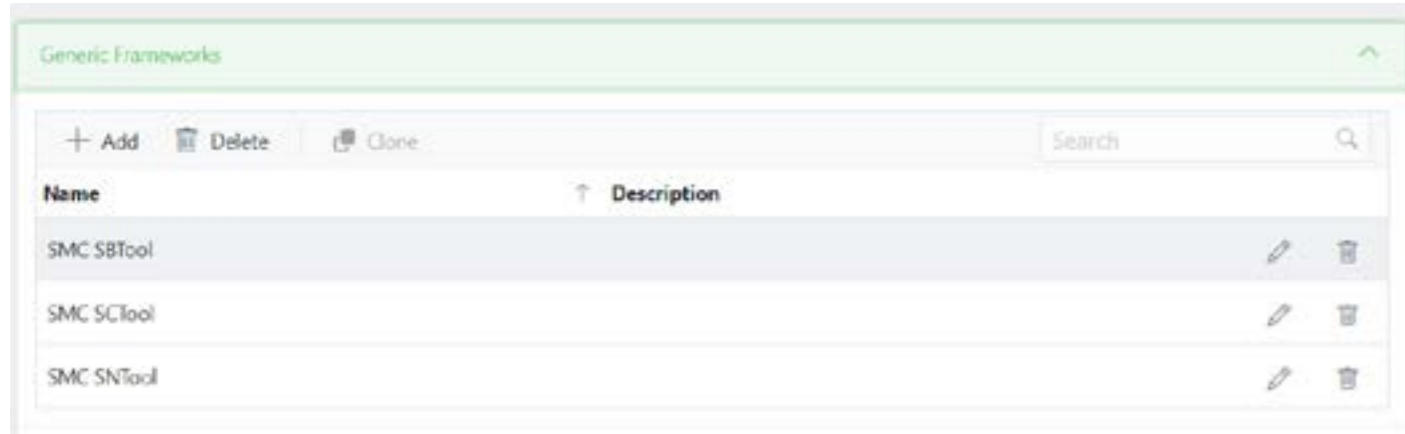 Generic Frameworks
Add Delete Clone Search
Name Description
SMC SBTool
SMC SCTool
SMC SNTool